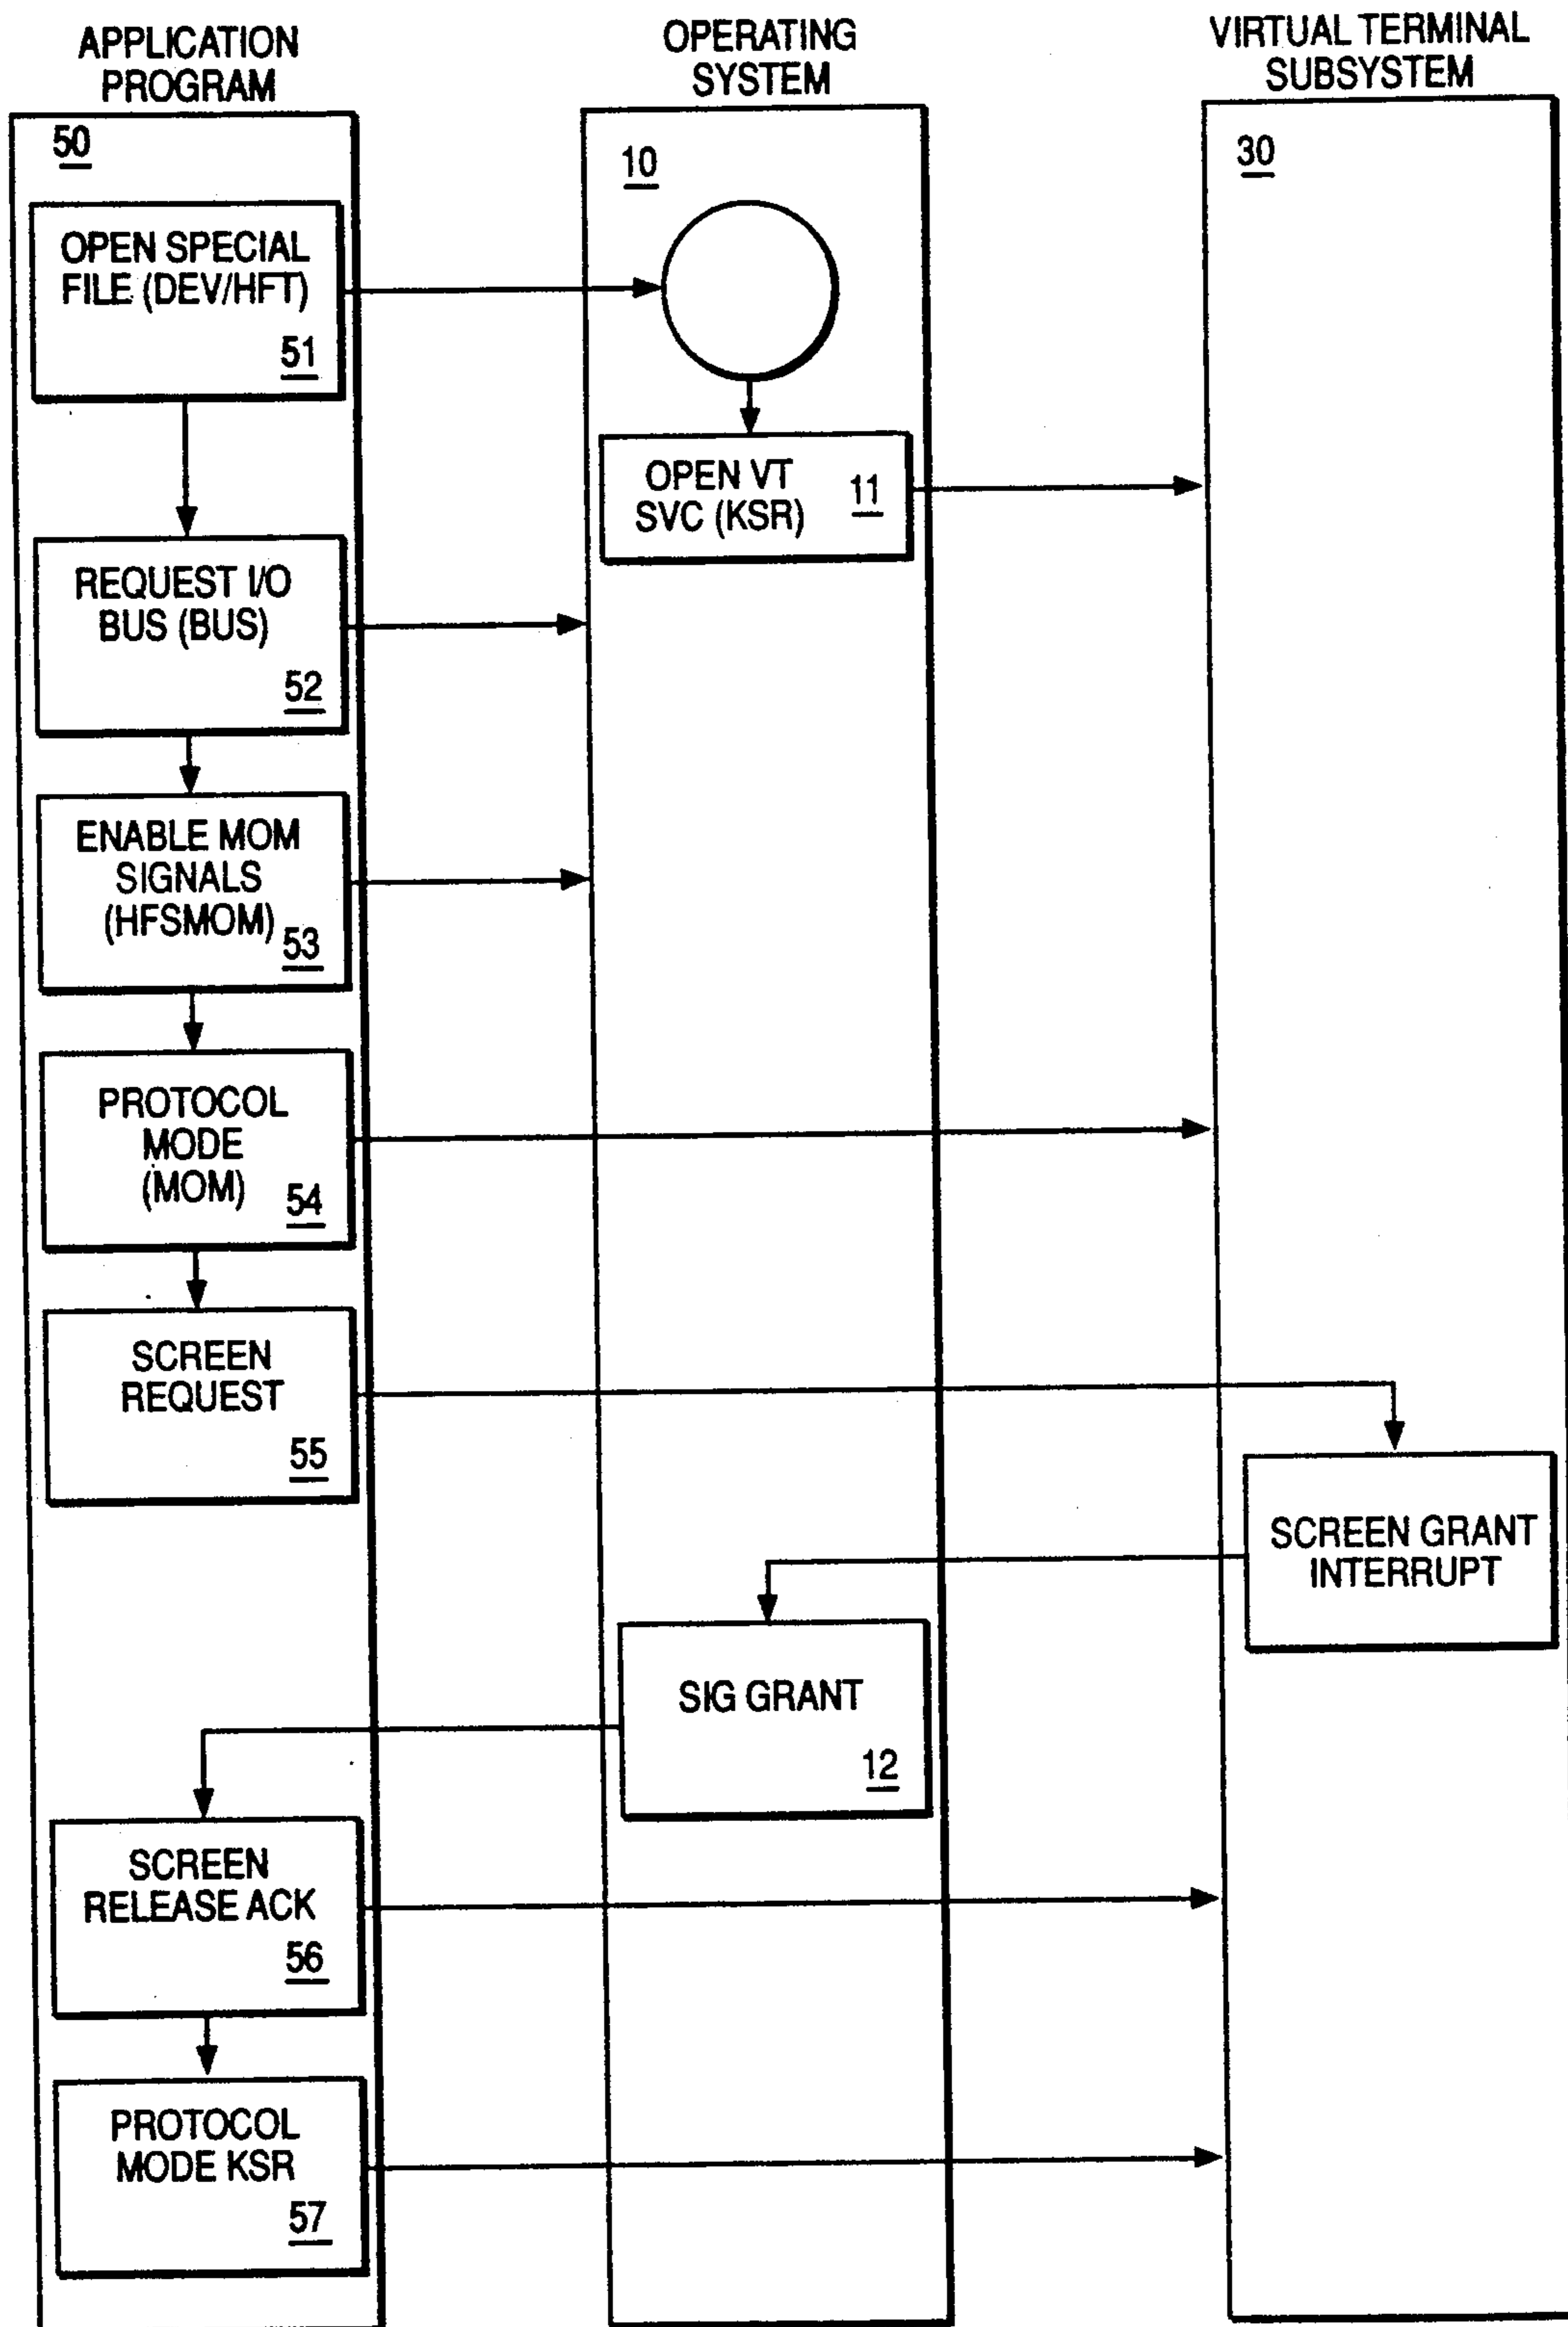 APPLICATION
PROGRAM
OPERATING
SYSTEM
VIRTUAL TERMINAL
SUBSYSTEM
50
10
30
OPEN SPECIAL
FILE (DEV/HFT)
51
OPEN VT
SVC (KSR)
11
REQUEST I/O
BUS (BUS)
52
ENABLE MOM
SIGNALS
(HFSMOM)
53
PROTOCOL
MODE
(MOM)
54
SCREEN
REQUEST
55
SCREEN GRANT
INTERRUPT
SIG GRANT
12
SCREEN
RELEASE ACK
56
PROTOCOL
MODE KSR
57